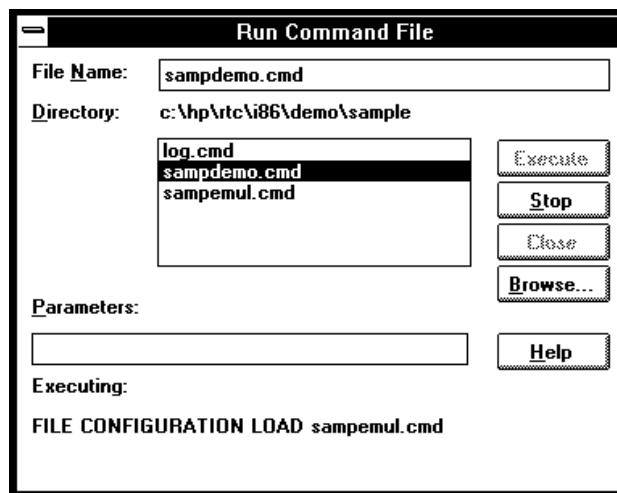 Run Command File
File Name: sampdemo.cmd
Directory: c:\hp\rtc\i86\demo\sample
log.cmd
sampdemo.cmd
sampemul.cmd
Execute
Stop
Close
Browse...
Parameters:
Help
Executing:
FILE CONFIGURATION LOAD sampemul.cmd